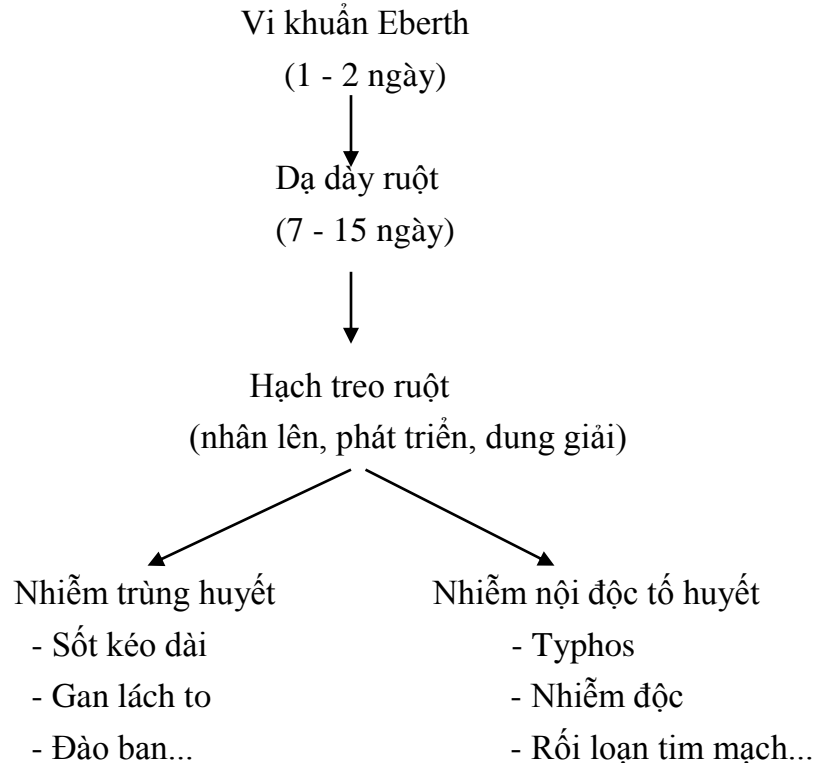 Vi khuẩn Eberth
(1 - 2 ngày)
Dạ dày ruột
(7 - 15 ngày)
Hạch treo ruột
(nhân lên, phát triển, dung giải)
Nhiễm trùng huyết
- Sốt kéo dài
- Gan lách to
- Đào ban...
Nhiễm nội độc tố huyết
- Typhos
- Nhiễm độc
- Rối loạn tim mạch...